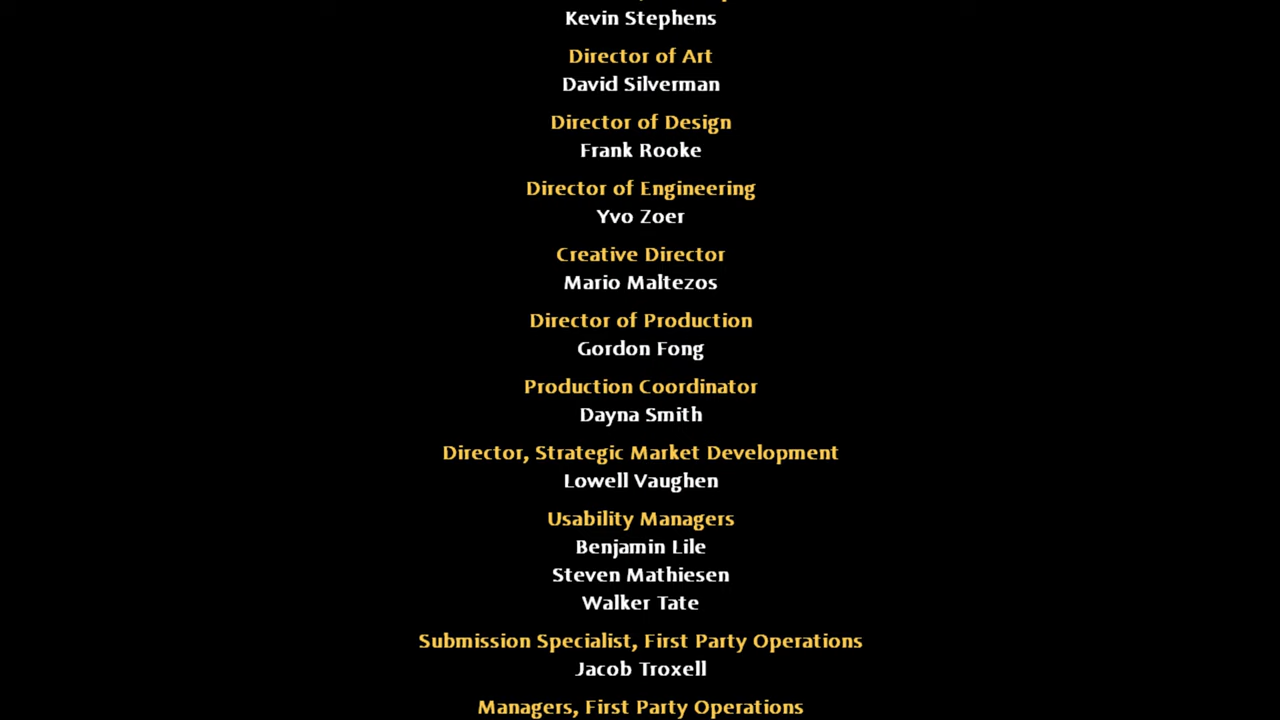 Kevin Stephens
Director of Art
David Silverman
Director of Design
Frank Rooke
Director of Engineering
Yvo Zoer
Creative Director
Mario Maltezos
Director of Production
Gordon Fong
Production Coordinator
Dayna Smith
Director, Strategic Market Development
Lowell Vaughen
Usability Managers
Benjamin Lile
Steven Mathiesen
Walker Tate
Submission Specialist, First Party Operations
Jacob Troxell
Managers, First Party Operations